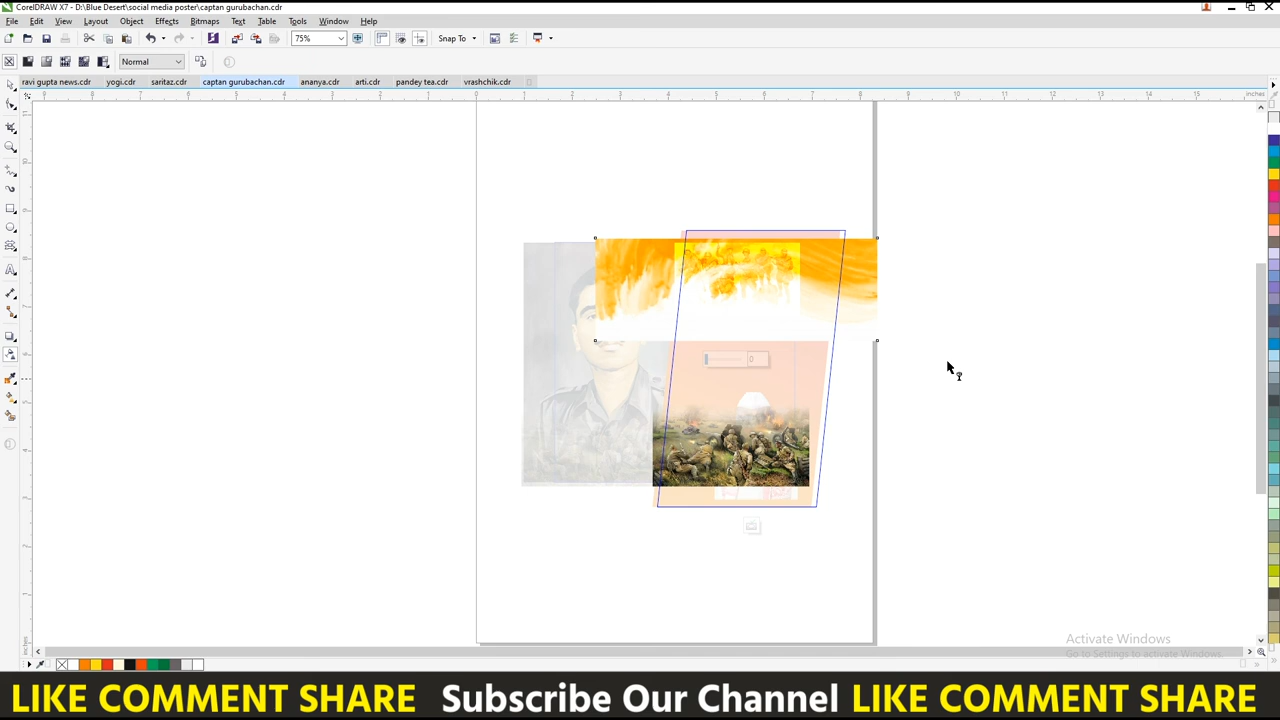 CorelDRAW X7 - D:\Blue Desert\social media poster\captan gurubachan.cdr
File Edit View Layout Object Effects Bitmaps Text Table Tools Window Help
75% Snap To
Normal
ravi gupta news.cdr yogi.cdr saritaz.cdr captan gurubachan.cdr ananya.cdr arti.cdr pandey tea.cdr vrashchik.cdr
inches
0
inches
Activate Windows
Go to Settings to activate Windows.
LIKE COMMENT SHARE Subscribe Our Channel LIKE COMMENT SHARE